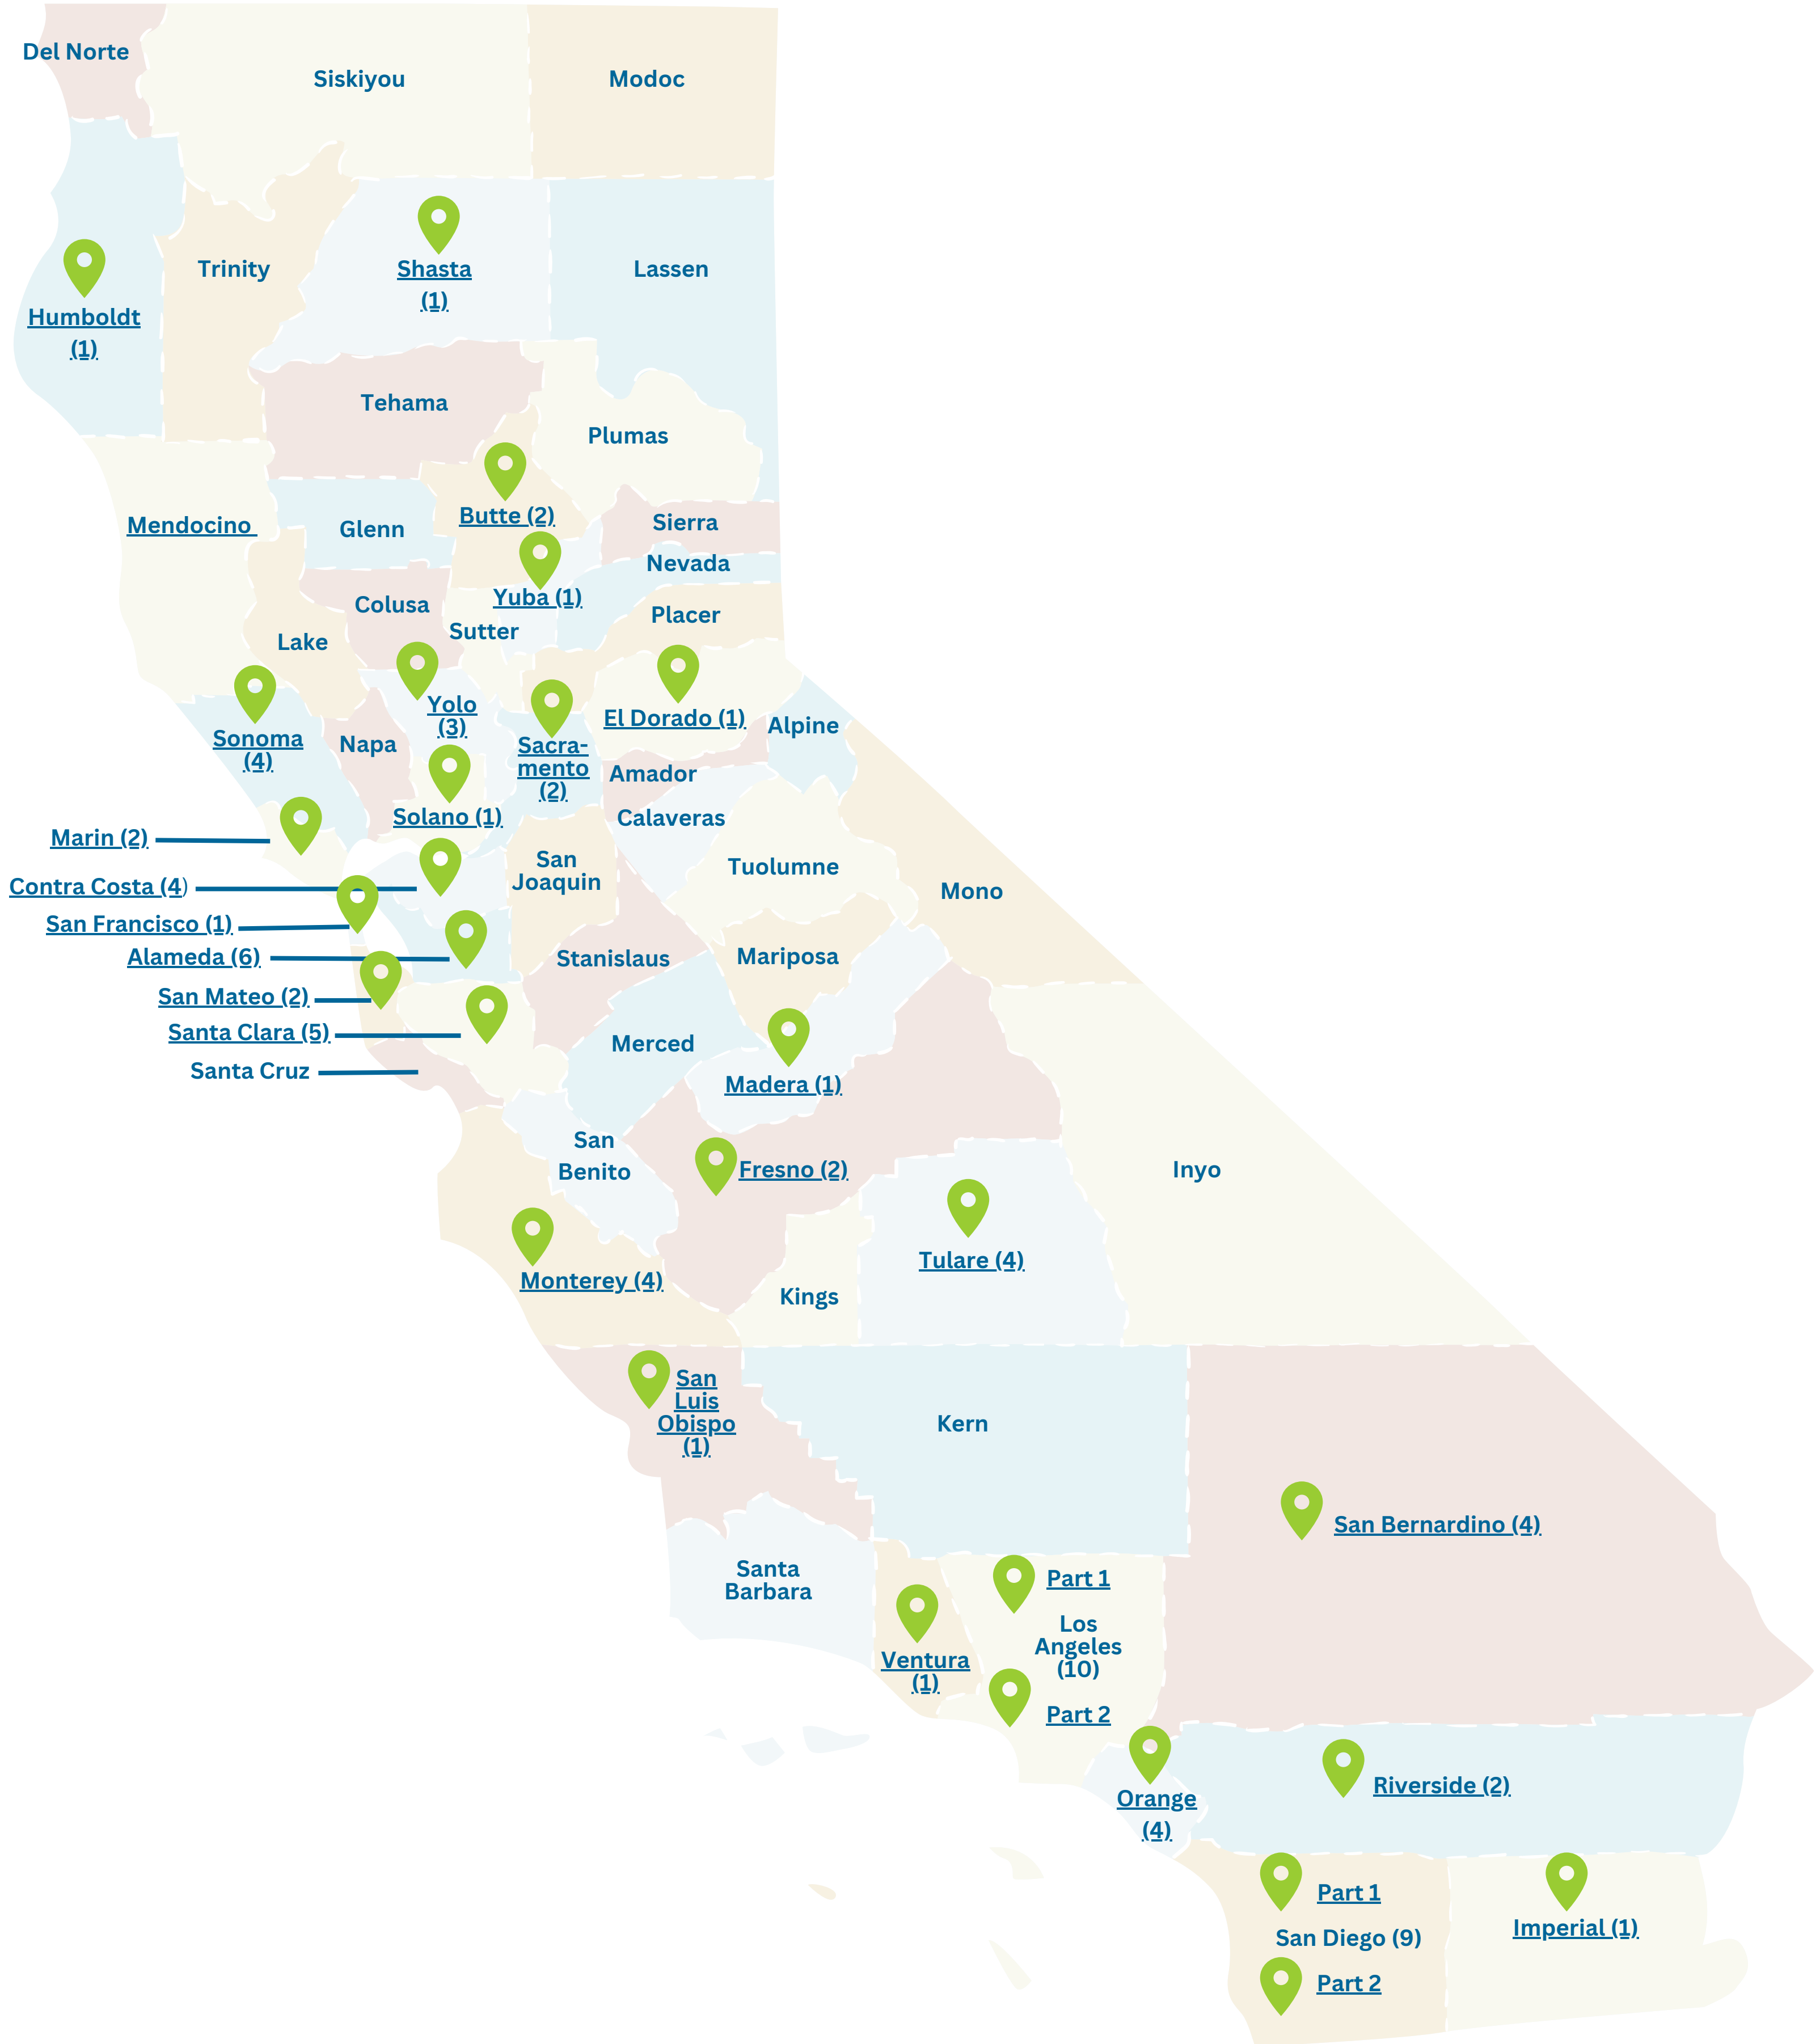 Del Norte
Siskiyou
Modoc
Shasta
(1)
Trinity
Lassen
Humboldt
(1)
Tehama
Plumas
Butte (2)
Mendocino
Glenn
Sierra
Nevada
Yuba (1)
Colusa
Placer
Sutter
Lake
Yolo
(3)
El Dorado (1)
Alpine
Sonoma
(4)
Napa
Sacra-
mento
(2)
Amador
Solano (1)
Calaveras
Marin (2)
San
Joaquin
Tuolumne
Contra Costa (4)
Mono
San Francisco (1)
Alameda (6)
Stanislaus
Mariposa
San Mateo (2)
Santa Clara (5)
Merced
Santa Cruz
Madera (1)
San
Benito
Fresno (2)
Inyo
Tulare (4)
Monterey (4)
Kings
San
Luis
Obispo
(1)
Kern
San Bernardino (4)
Santa
Barbara
Part 1
Los
Angeles
(10)
Part 2
Ventura
(1)
Orange
(4)
Riverside (2)
Part 1
San Diego (9)
Part 2
Imperial (1)